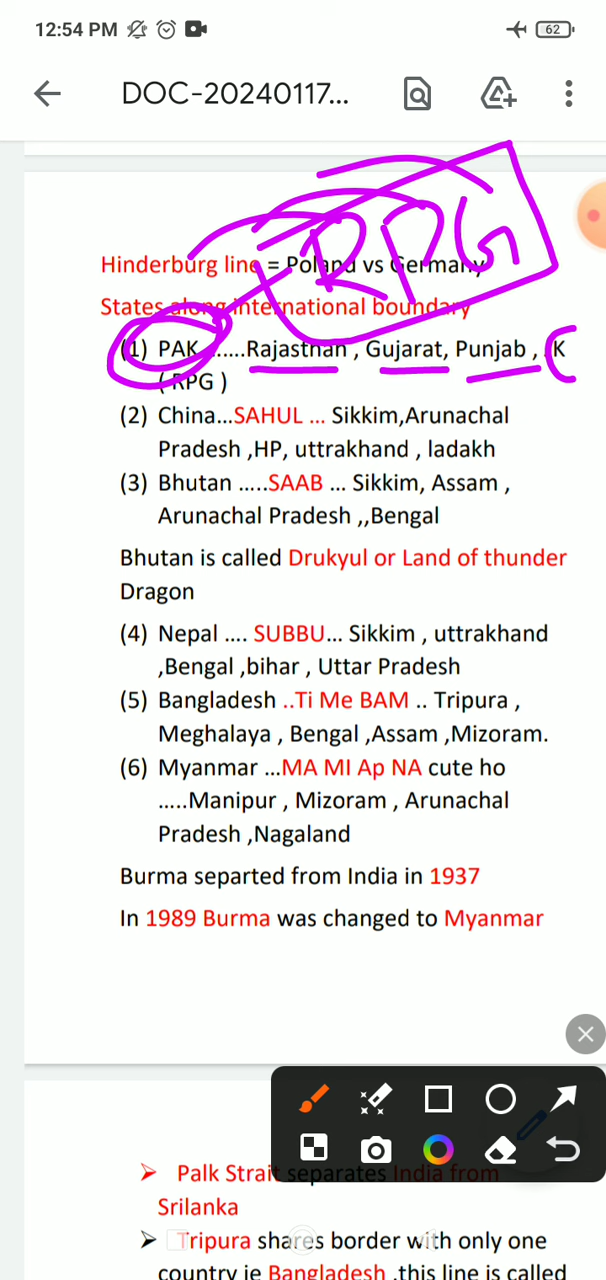 12:54 PM
62
DOC-20240117...
RPG
Hinderburg line = Poland vs Germany
States along international boundary
(1) PAK ......Rajasthan , Gujarat, Punjab , JK
( RPG )
(2) China...SAHUL ... Sikkim,Arunachal
Pradesh ,HP, uttrakhand , ladakh
(3) Bhutan .....SAAB ... Sikkim, Assam ,
Arunachal Pradesh ,,Bengal
Bhutan is called Drukyul or Land of thunder
Dragon
(4) Nepal .... SUBBU... Sikkim , uttrakhand
,Bengal ,bihar , Uttar Pradesh
(5) Bangladesh ..Ti Me BAM .. Tripura ,
Meghalaya , Bengal ,Assam ,Mizoram.
(6) Myanmar ...MA MI Ap NA cute ho
.....Manipur , Mizoram , Arunachal
Pradesh ,Nagaland
Burma separted from India in 1937
In 1989 Burma was changed to Myanmar
Palk Strait separates India from
Srilanka
Tripura shares border with only one
country ie Bangladesh .this line is called